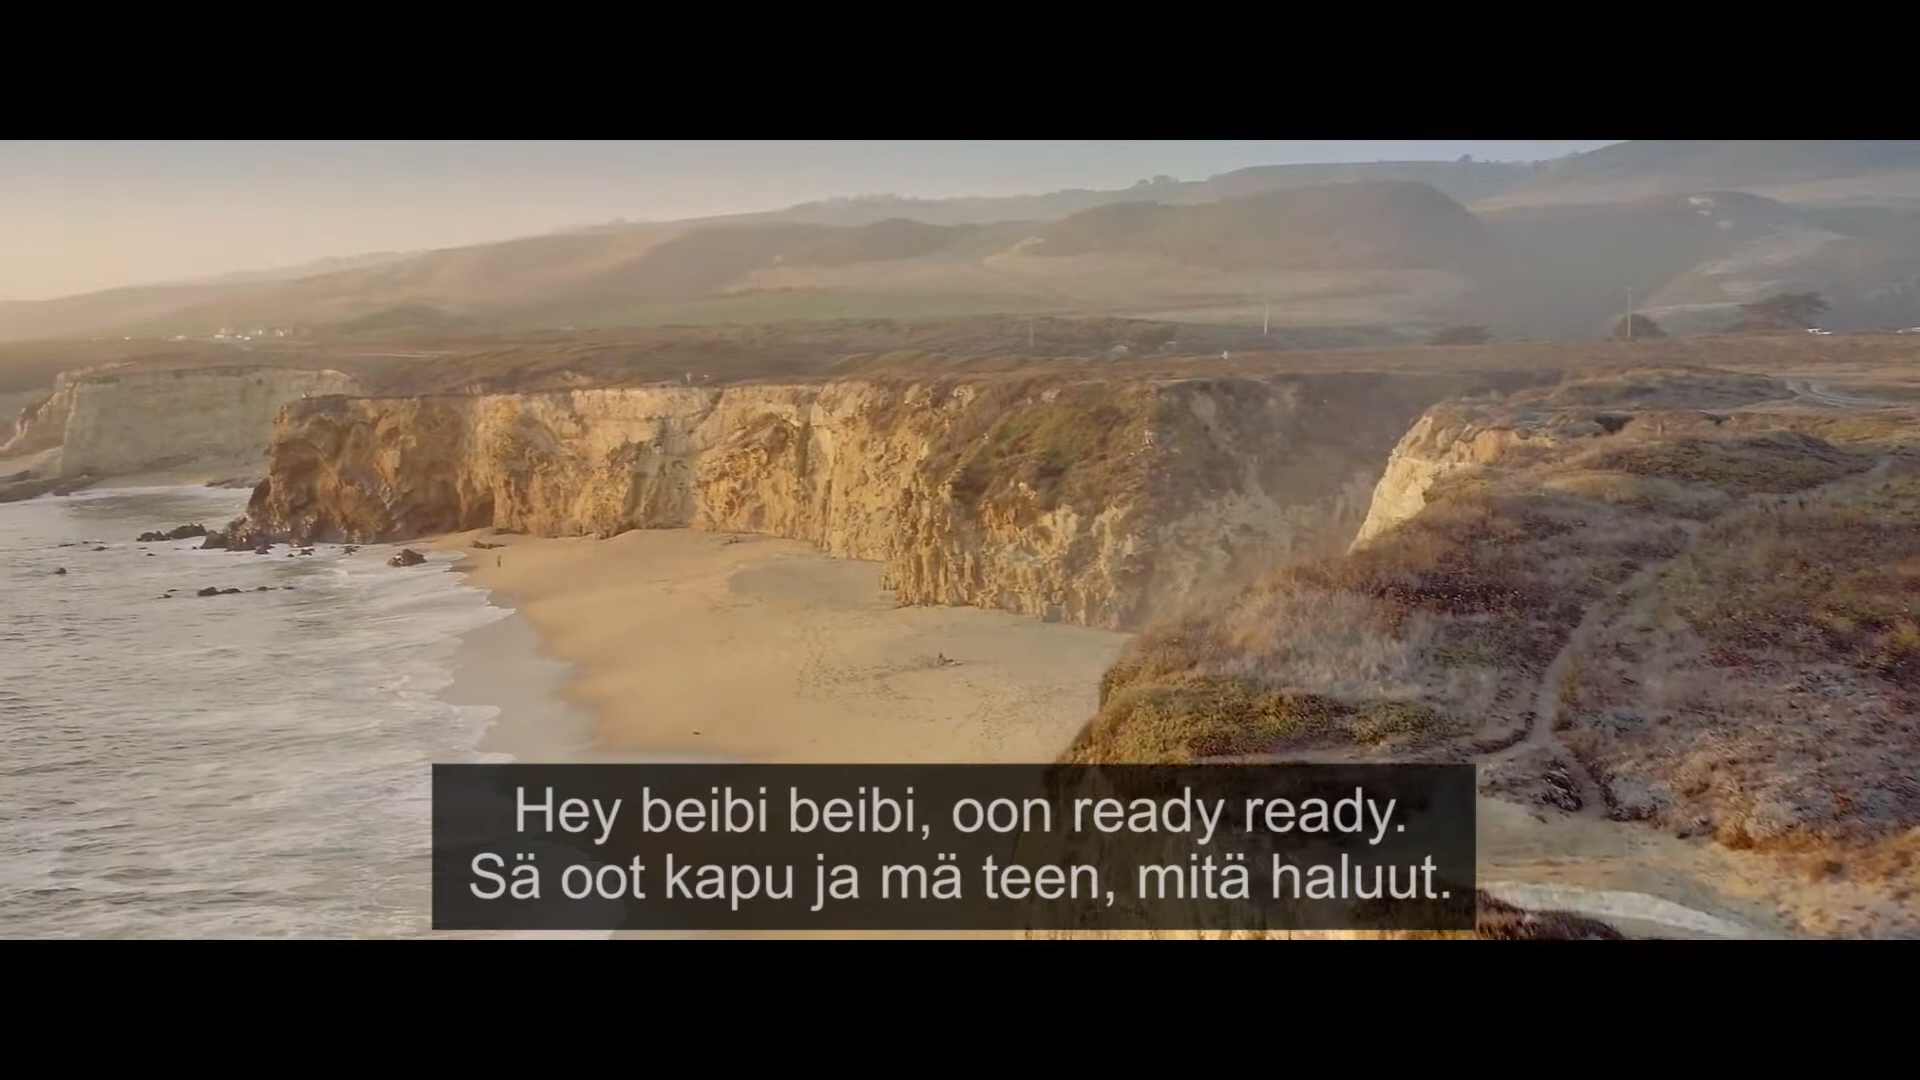 Hey beibi beibi, oon ready ready.
Sä oot kapu ja mä teen, mitä haluut.